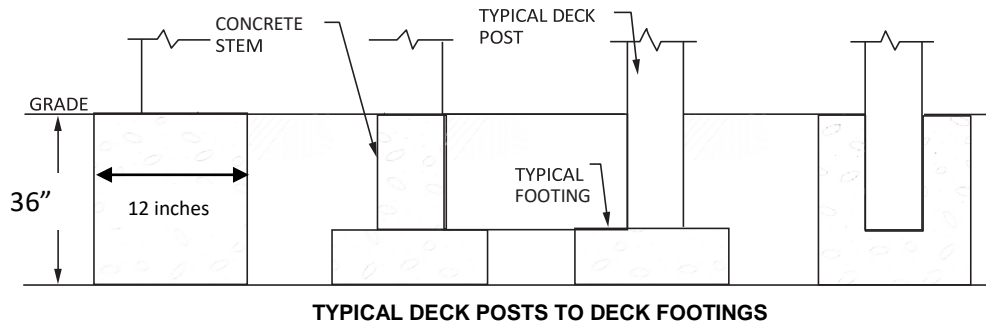 CONCRETE
STEM
TYPICAL DECK
POST
GRADE
36”
12 inches
TYPICAL
FOOTING
TYPICAL DECK POSTS TO DECK FOOTINGS